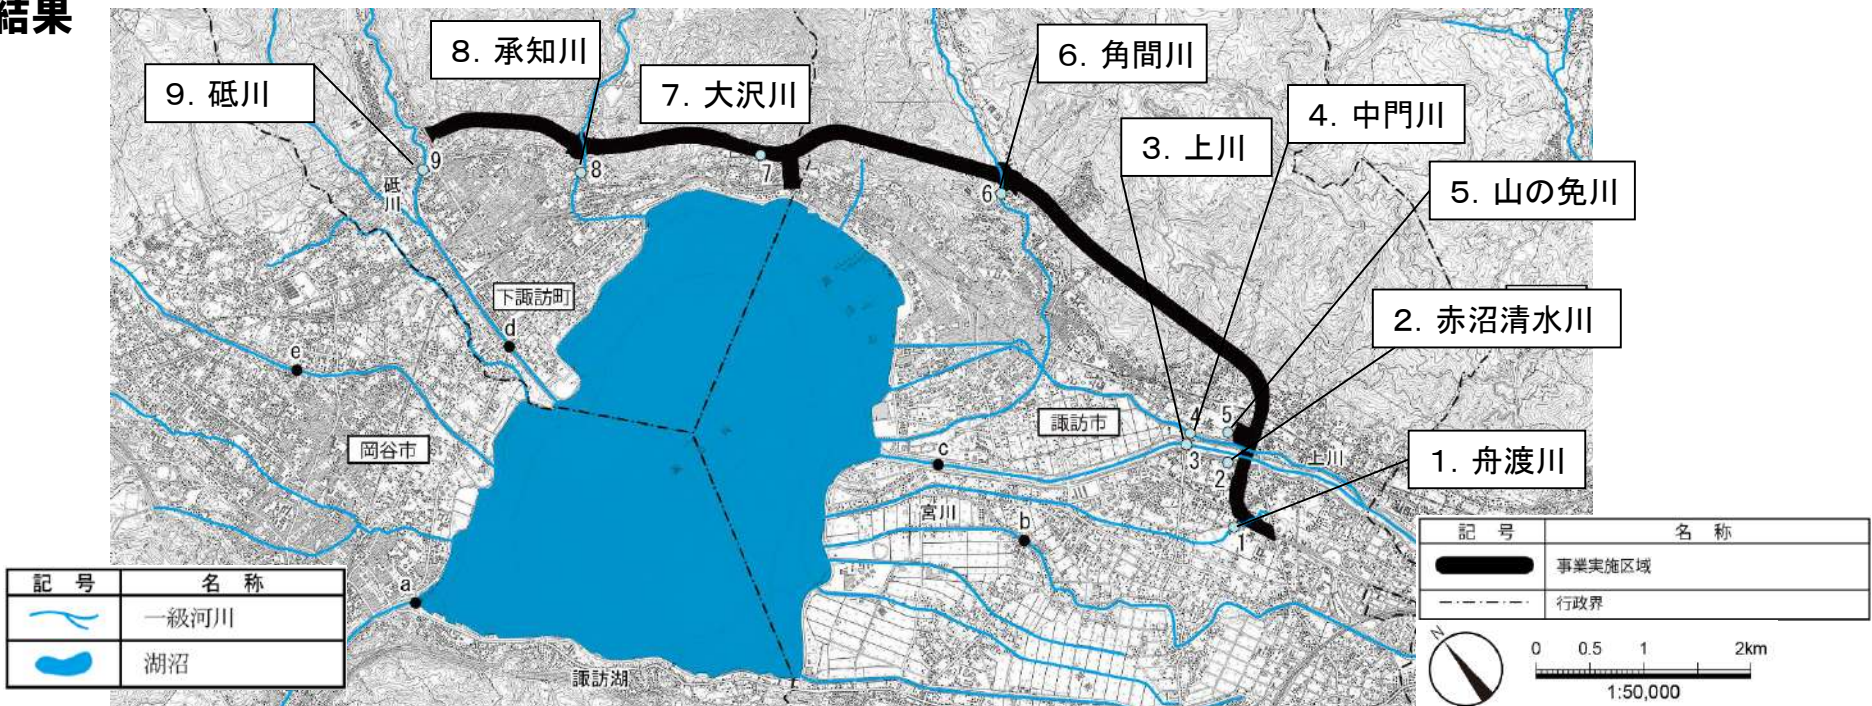 結果
8. 承知川
6. 角間川
9. 砥川
7. 大沢川
4. 中門川
3. 上川
5. 山の免川
9
8
7
6
砥川
下諏訪町
2. 赤沼清水川
d
e
諏訪市
4
5
岡谷市
c
3
上川
1. 舟渡川
2
宮川
b
1
a
諏訪湖
記 号 名 称
一級河川
湖沼
記 号 名 称
事業実施区域
行政界
N
0 0.5 1 2km
1:50,000